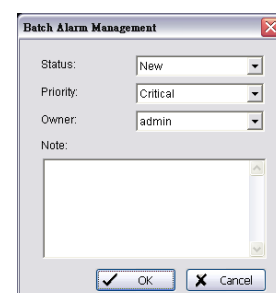 Batch Alarm Management
Status: New
Priority: Critical
Owner: admin
Note:
OK Cancel